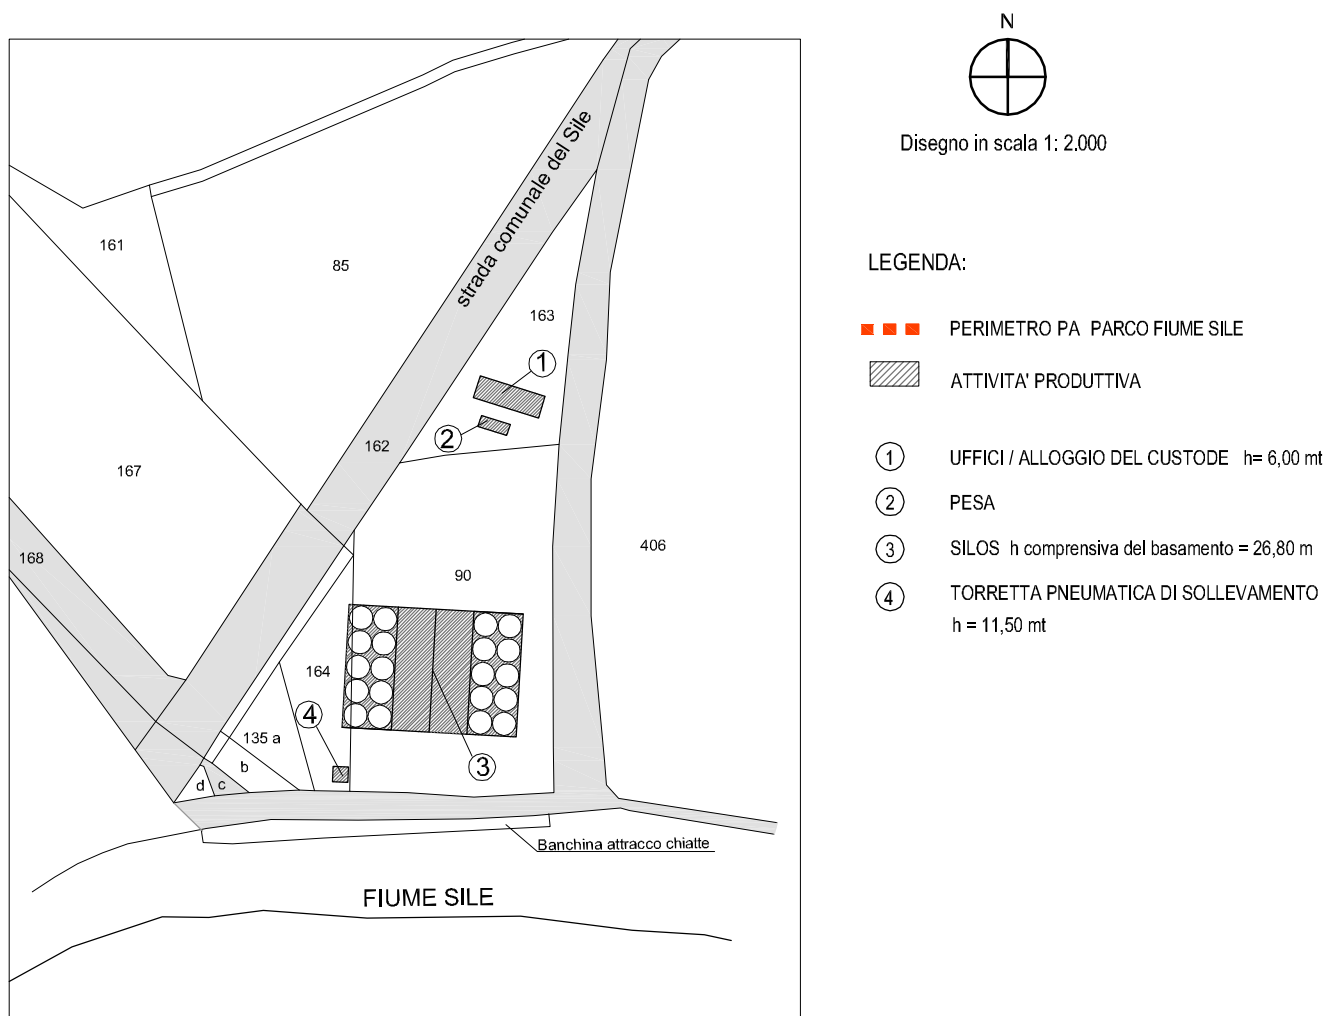 N
Disegno in scala 1: 2.000
strada comunale del Sile
161
85
163
1
2
162
167
168
406
90
164
4
3
135 a
b
c
d
Banchina attracco chiatte
FIUME SILE
LEGENDA:
PERIMETRO PA PARCO FIUME SILE
ATTIVITA' PRODUTTIVA
1 UFFICI / ALLOGGIO DEL CUSTODE h= 6,00 mt
2 PESA
3 SILOS h comprensiva del basamento = 26,80 m
4 TORRETTA PNEUMATICA DI SOLLEVAMENTO
h = 11,50 mt